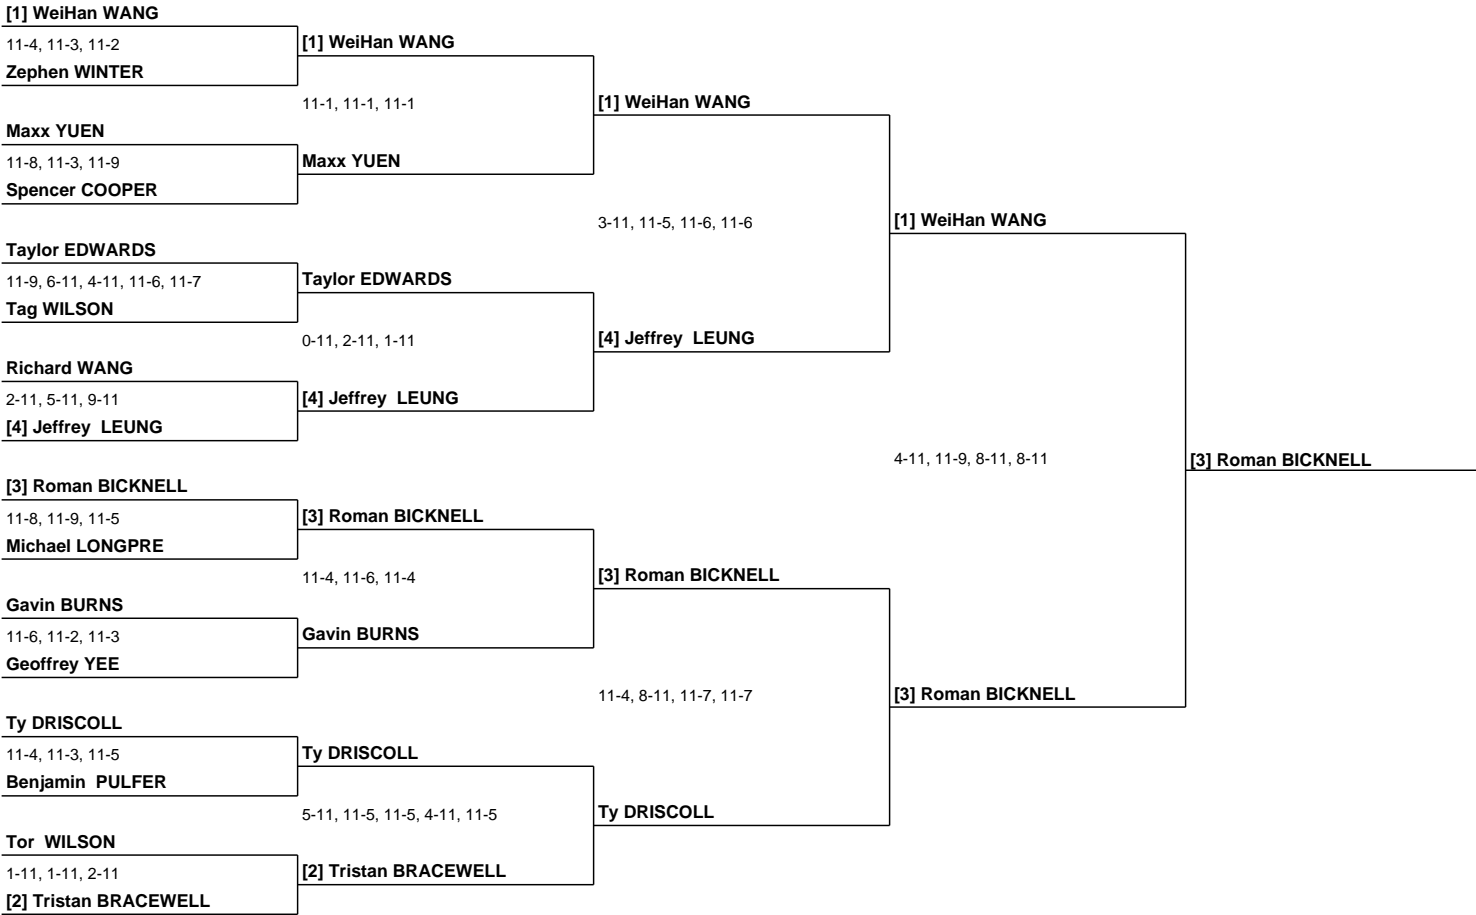 [1] WeiHan WANG
11-4, 11-3, 11-2
Zephen WINTER
Maxx YUEN
11-8, 11-3, 11-9
Spencer COOPER
Taylor EDWARDS
11-9, 6-11, 4-11, 11-6, 11-7
Tag WILSON
Richard WANG
2-11, 5-11, 9-11
[4] Jeffrey  LEUNG
[3] Roman BICKNELL
11-8, 11-9, 11-5
Michael LONGPRE
Gavin BURNS
11-6, 11-2, 11-3
Geoffrey YEE
Ty DRISCOLL
11-4, 11-3, 11-5
Benjamin  PULFER
Tor  WILSON
1-11, 1-11, 2-11
[2] Tristan BRACEWELL
[1] WeiHan WANG
11-1, 11-1, 11-1
Maxx YUEN
Taylor EDWARDS
0-11, 2-11, 1-11
[4] Jeffrey  LEUNG
[3] Roman BICKNELL
11-4, 11-6, 11-4
Gavin BURNS
Ty DRISCOLL
5-11, 11-5, 11-5, 4-11, 11-5
[2] Tristan BRACEWELL
[1] WeiHan WANG
3-11, 11-5, 11-6, 11-6
[4] Jeffrey  LEUNG
[3] Roman BICKNELL
11-4, 8-11, 11-7, 11-7
Ty DRISCOLL
[1] WeiHan WANG
4-11, 11-9, 8-11, 8-11
[3] Roman BICKNELL
[3] Roman BICKNELL